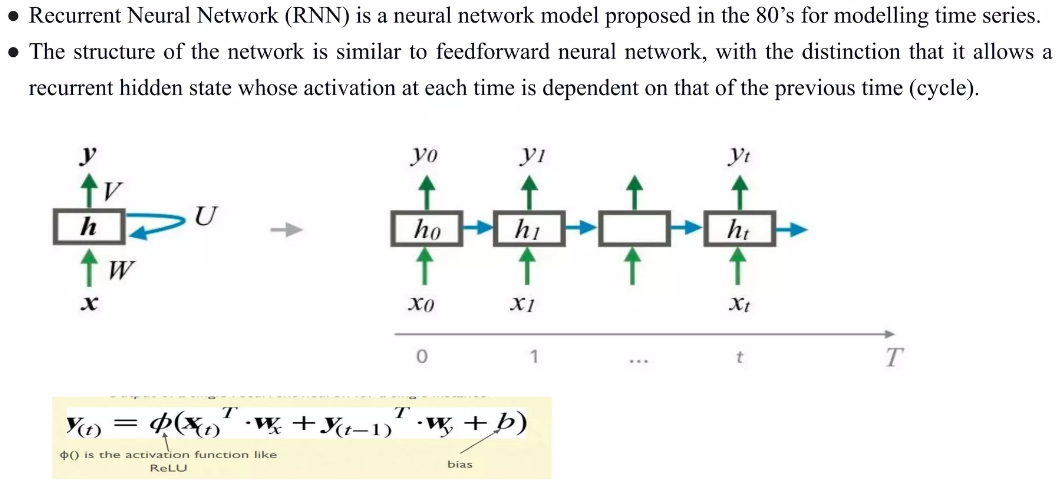 ● Recurrent Neural Network (RNN) is a neural network model proposed in the 80’s for modelling time series.
● The structure of the network is similar to feedforward neural network, with the distinction that it allows a
recurrent hidden state whose activation at each time is dependent on that of the previous time (cycle).
y
V
h
U
W
x
y0 y1 yt
h0 h1 ht
x0 x1 xt
0 1 ... t T
y(t) = ϕ(x(t)^T · wx + y(t−1)^T · wy + b)
Φ() is the activation function like
ReLU
bias